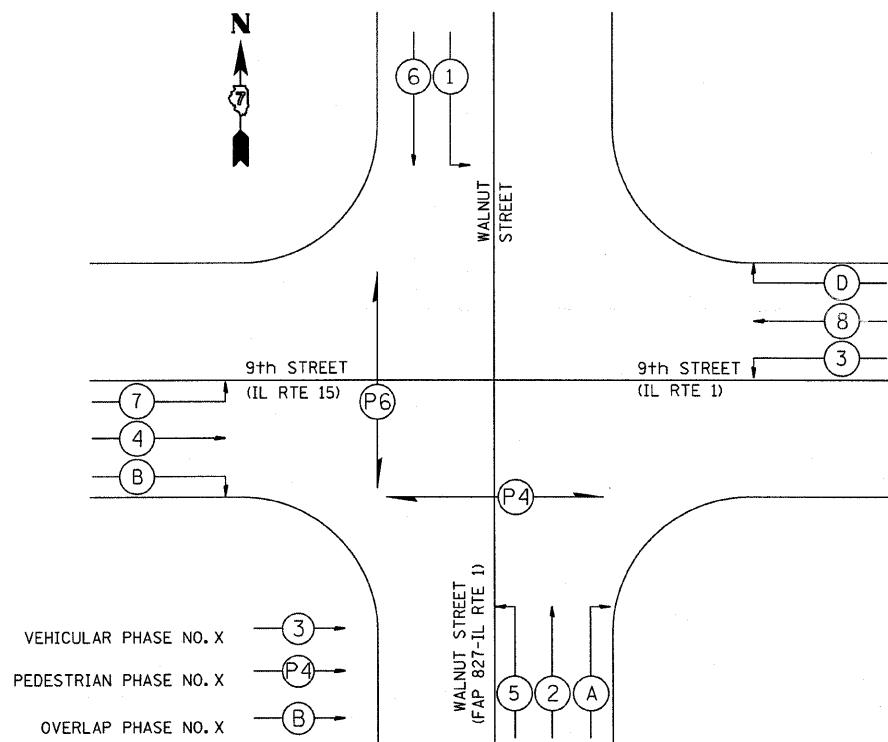 N
7
6
1
WALNUT
STREET
D
8
3
9th STREET
(IL RTE 15)
9th STREET
(IL RTE 1)
7
4
B
P6
P4
WALNUT STREET
(FAP 827-IL RTE 1)
5
2
A
VEHICULAR PHASE NO. X
3
PEDESTRIAN PHASE NO. X
P4
OVERLAP PHASE NO. X
B